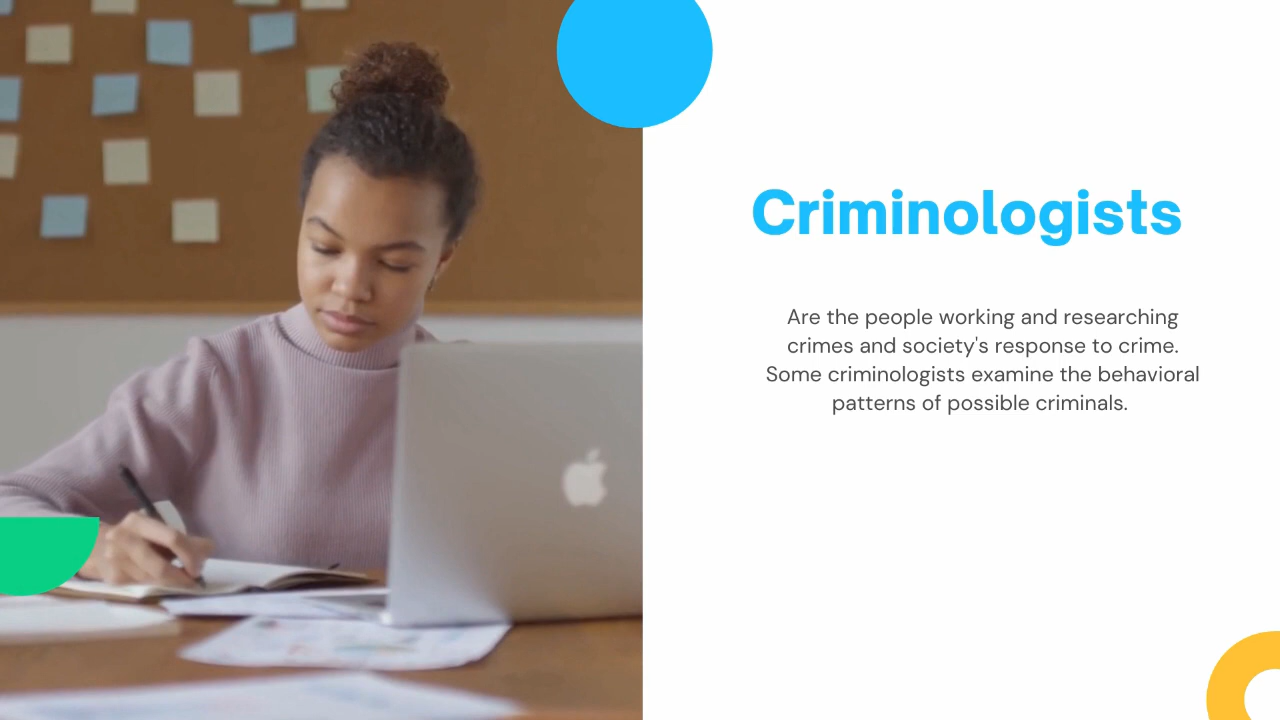 Criminologists
Are the people working and researching
crimes and society's response to crime.
Some criminologists examine the behavioral
patterns of possible criminals.